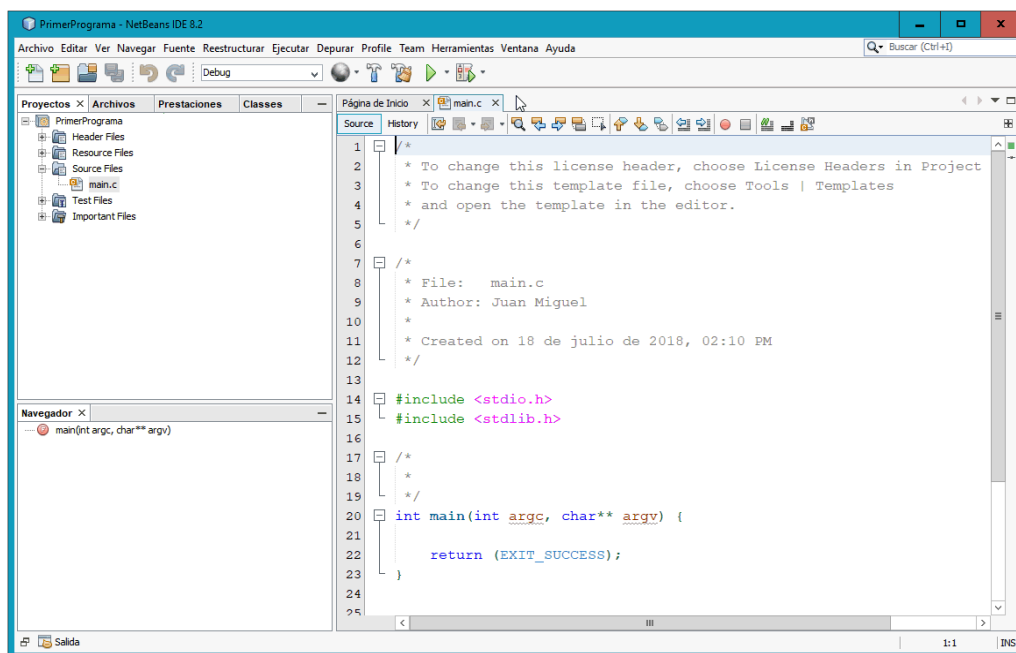 PrimerPrograma - NetBeans IDE 8.2
Archivo Editar Ver Navegar Fuente Reestructurar Ejecutar Depurar Profile Team Herramientas Ventana Ayuda
Buscar (Ctrl+I)
Debug
Proyectos Archivos Prestaciones Classes
PrimerPrograma
Header Files
Resource Files
Source Files
main.c
Test Files
Important Files
Navegador
main(int argc, char** argv)
Página de Inicio main.c
Source History
1 /*
2 * To change this license header, choose License Headers in Project
3 * To change this template file, choose Tools | Templates
4 * and open the template in the editor.
5 */
6
7 /*
8 * File:   main.c
9 * Author: Juan Miguel
10 *
11 * Created on 18 de julio de 2018, 02:10 PM
12 */
13
14 #include <stdio.h>
15 #include <stdlib.h>
16
17 /*
18 *
19 */
20 int main(int argc, char** argv) {
21
22     return (EXIT_SUCCESS);
23 }
24
25
Salida
1:1 INS